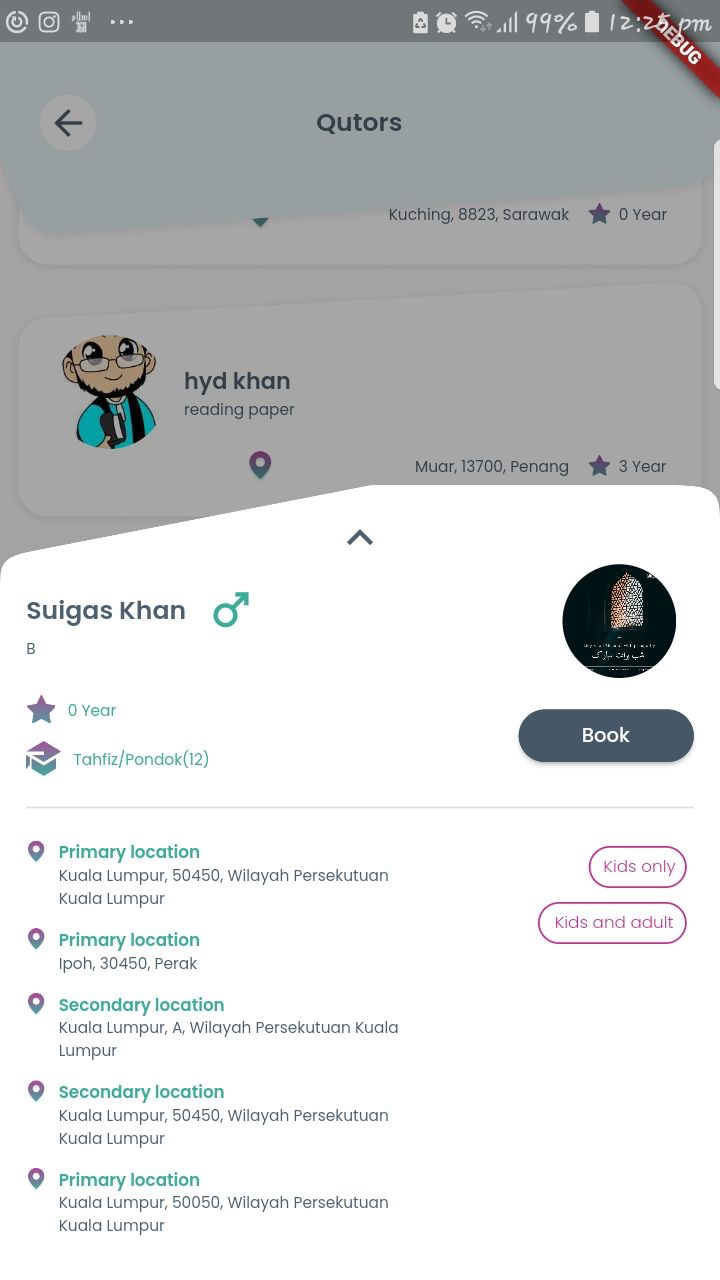 99% 12:25 pm
DEBUG
Qutors
Kuching, 8823, Sarawak 0 Year
hyd khan
reading paper
Muar, 13700, Penang 3 Year
Suigas Khan
B
شب برات مبارک
0 Year
Book
Tahfiz/Pondok(12)
Primary location
Kuala Lumpur, 50450, Wilayah Persekutuan
Kuala Lumpur
Kids only
Kids and adult
Primary location
Ipoh, 30450, Perak
Secondary location
Kuala Lumpur, A, Wilayah Persekutuan Kuala
Lumpur
Secondary location
Kuala Lumpur, 50450, Wilayah Persekutuan
Kuala Lumpur
Primary location
Kuala Lumpur, 50050, Wilayah Persekutuan
Kuala Lumpur